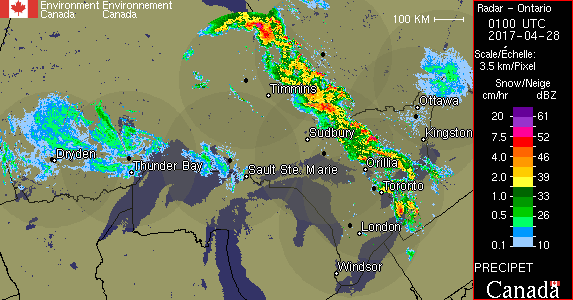 Environment Environnement
Canada Canada
100 KM
Timmins
Ottawa
Sudbury
Kingston
Dryden
Thunder Bay
Sault Ste. Marie
Orillia
Toronto
London
Windsor
Radar - Ontario
0100 UTC
2017-04-28
Scale/Échelle:
3.5 km/Pixel
Snow/Neige
cm/hr dBZ
20 61
7.5 52
4.0 46
2.0 39
1.0 33
0.5 26
0.1 10
PRECIPET
Canada